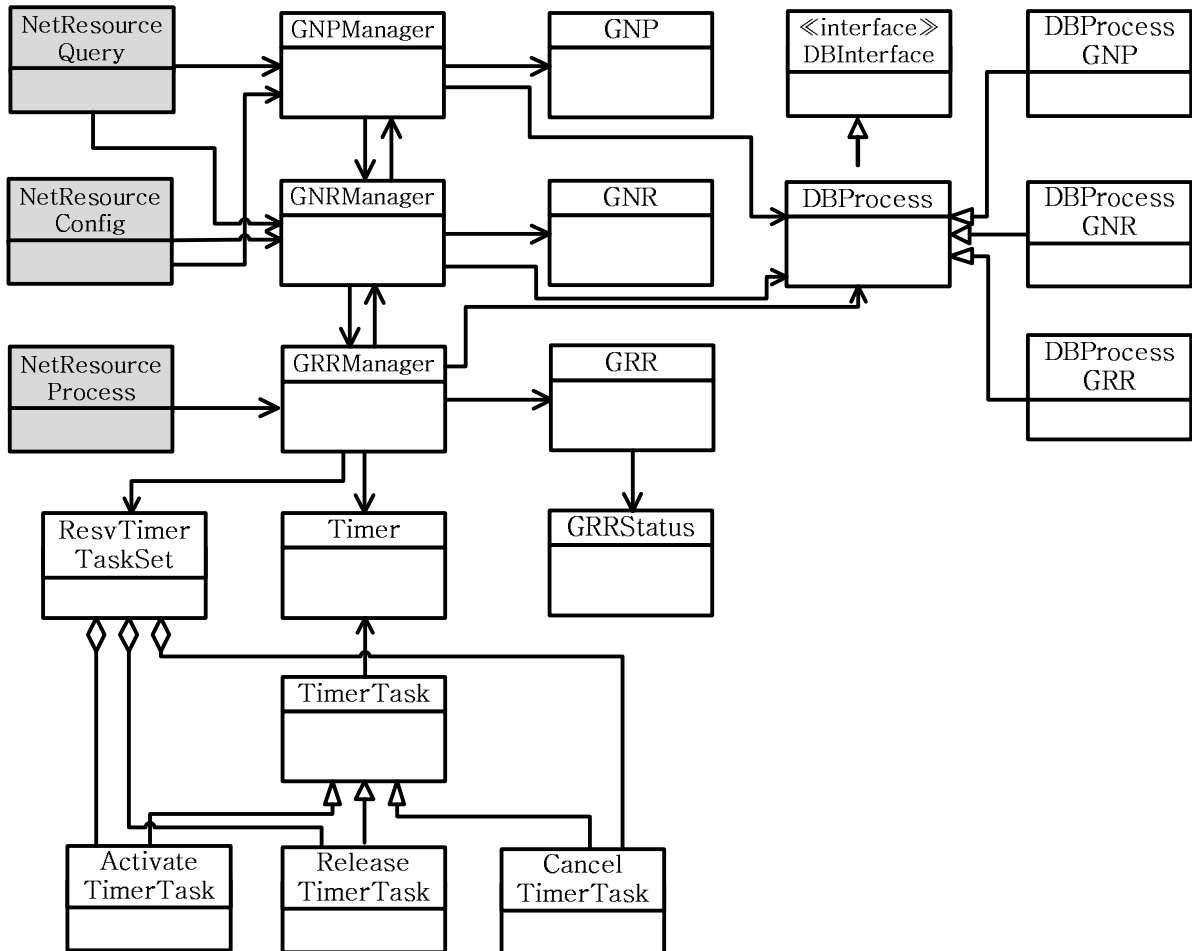 NetResource
Query
GNPManager
GNP
≪interface≫
DBInterface
DBProcess
GNP
NetResource
Config
GNRManager
GNR
DBProcess
DBProcess
GNR
NetResource
Process
GRRManager
GRR
DBProcess
GRR
ResvTimer
TaskSet
Timer
GRRStatus
TimerTask
Activate
TimerTask
Release
TimerTask
Cancel
TimerTask